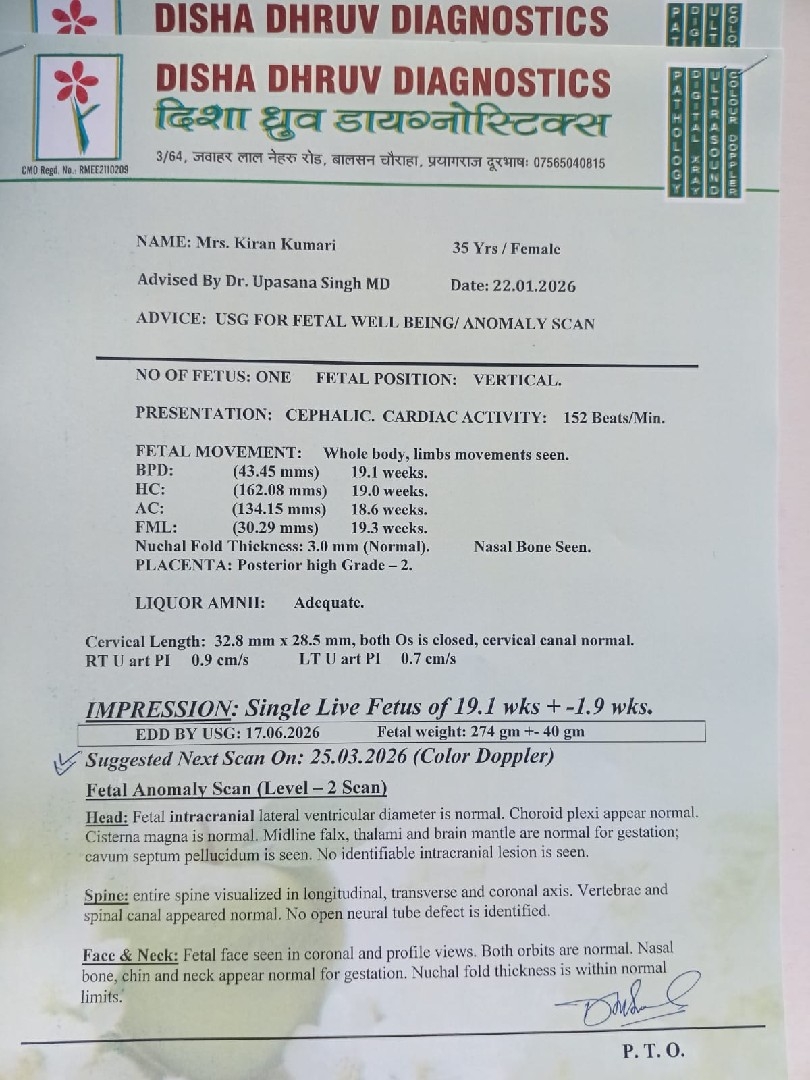 DISHA DHRUV DIAGNOSTICS
DISHA DHRUV DIAGNOSTICS
दिशा ध्रुव डायग्नोस्टिक्स
3/64, जवाहर लाल नेहरु रोड, बालसन चौराहा, प्रयागराज दूरभाषः 07565040815
CMO Regd. No.- RMEE2110209
PATHOLOGY
DIGITAL XRAY
ULTRASOUND
COLOUR DOPPLER
NAME: Mrs. Kiran Kumari 35 Yrs / Female
Advised By Dr. Upasana Singh MD Date: 22.01.2026
ADVICE: USG FOR FETAL WELL BEING/ ANOMALY SCAN
NO OF FETUS: ONE FETAL POSITION: VERTICAL.
PRESENTATION: CEPHALIC. CARDIAC ACTIVITY: 152 Beats/Min.
FETAL MOVEMENT: Whole body, limbs movements seen.
BPD: (43.45 mms) 19.1 weeks.
HC: (162.08 mms) 19.0 weeks.
AC: (134.15 mms) 18.6 weeks.
FML: (30.29 mms) 19.3 weeks.
Nuchal Fold Thickness: 3.0 mm (Normal). Nasal Bone Seen.
PLACENTA: Posterior high Grade – 2.
LIQUOR AMNII: Adequate.
Cervical Length: 32.8 mm x 28.5 mm, both Os is closed, cervical canal normal.
RT U art PI 0.9 cm/s LT U art PI 0.7 cm/s
IMPRESSION: Single Live Fetus of 19.1 wks + -1.9 wks.
EDD BY USG: 17.06.2026 Fetal weight: 274 gm +- 40 gm
Suggested Next Scan On: 25.03.2026 (Color Doppler)
Fetal Anomaly Scan (Level – 2 Scan)
Head: Fetal intracranial lateral ventricular diameter is normal. Choroid plexi appear normal.
Cisterna magna is normal. Midline falx, thalami and brain mantle are normal for gestation;
cavum septum pellucidum is seen. No identifiable intracranial lesion is seen.
Spine: entire spine visualized in longitudinal, transverse and coronal axis. Vertebrae and
spinal canal appeared normal. No open neural tube defect is identified.
Face & Neck: Fetal face seen in coronal and profile views. Both orbits are normal. Nasal
bone, chin and neck appear normal for gestation. Nuchal fold thickness is within normal
limits.
P. T. O.